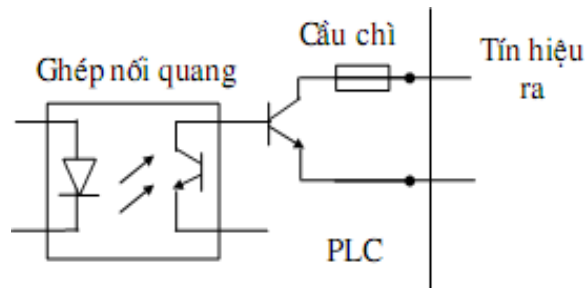 Cầu chì
Ghép nối quang
Tín hiệu
ra
PLC